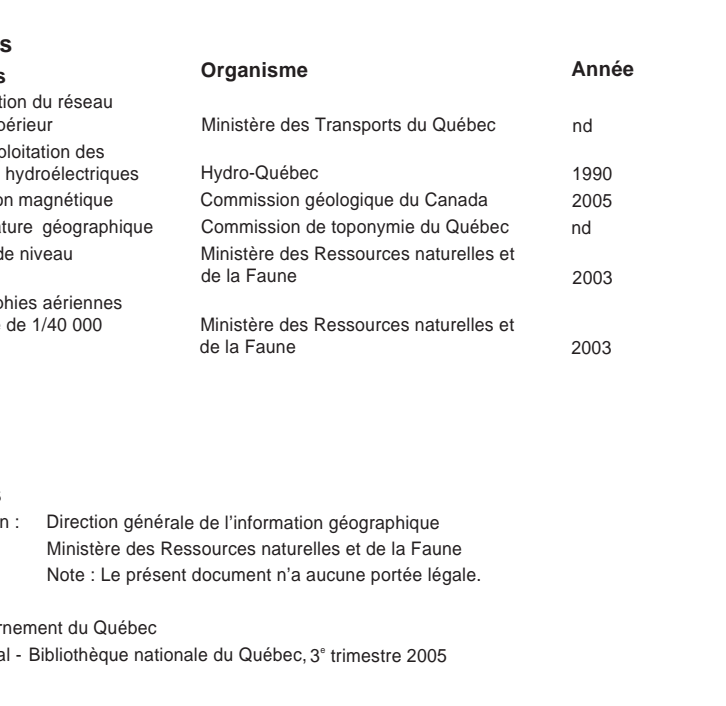 s
s Organisme Année
tion du réseau
périeur Ministère des Transports du Québec nd
ploitation des
hydroélectriques Hydro-Québec 1990
on magnétique Commission géologique du Canada 2005
ature géographique Commission de toponymie du Québec nd
de niveau Ministère des Ressources naturelles et
de la Faune 2003
phies aériennes
de 1/40 000 Ministère des Ressources naturelles et
de la Faune 2003
n : Direction générale de l'information géographique
Ministère des Ressources naturelles et de la Faune
Note : Le présent document n'a aucune portée légale.
rnement du Québec
al - Bibliothèque nationale du Québec, 3e trimestre 2005